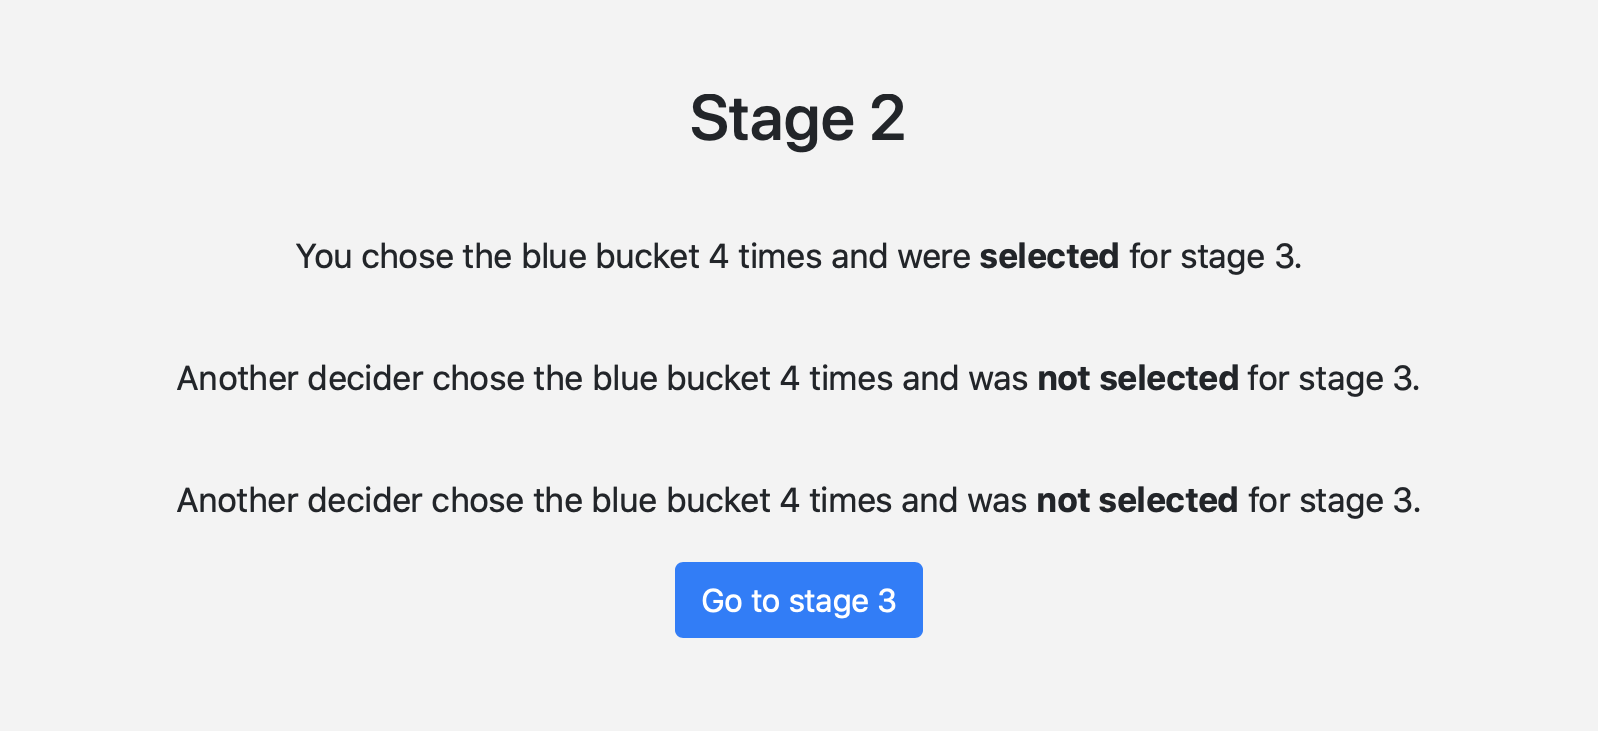 Stage 2
You chose the blue bucket 4 times and were selected for stage 3.
Another decider chose the blue bucket 4 times and was not selected for stage 3.
Another decider chose the blue bucket 4 times and was not selected for stage 3.
Go to stage 3